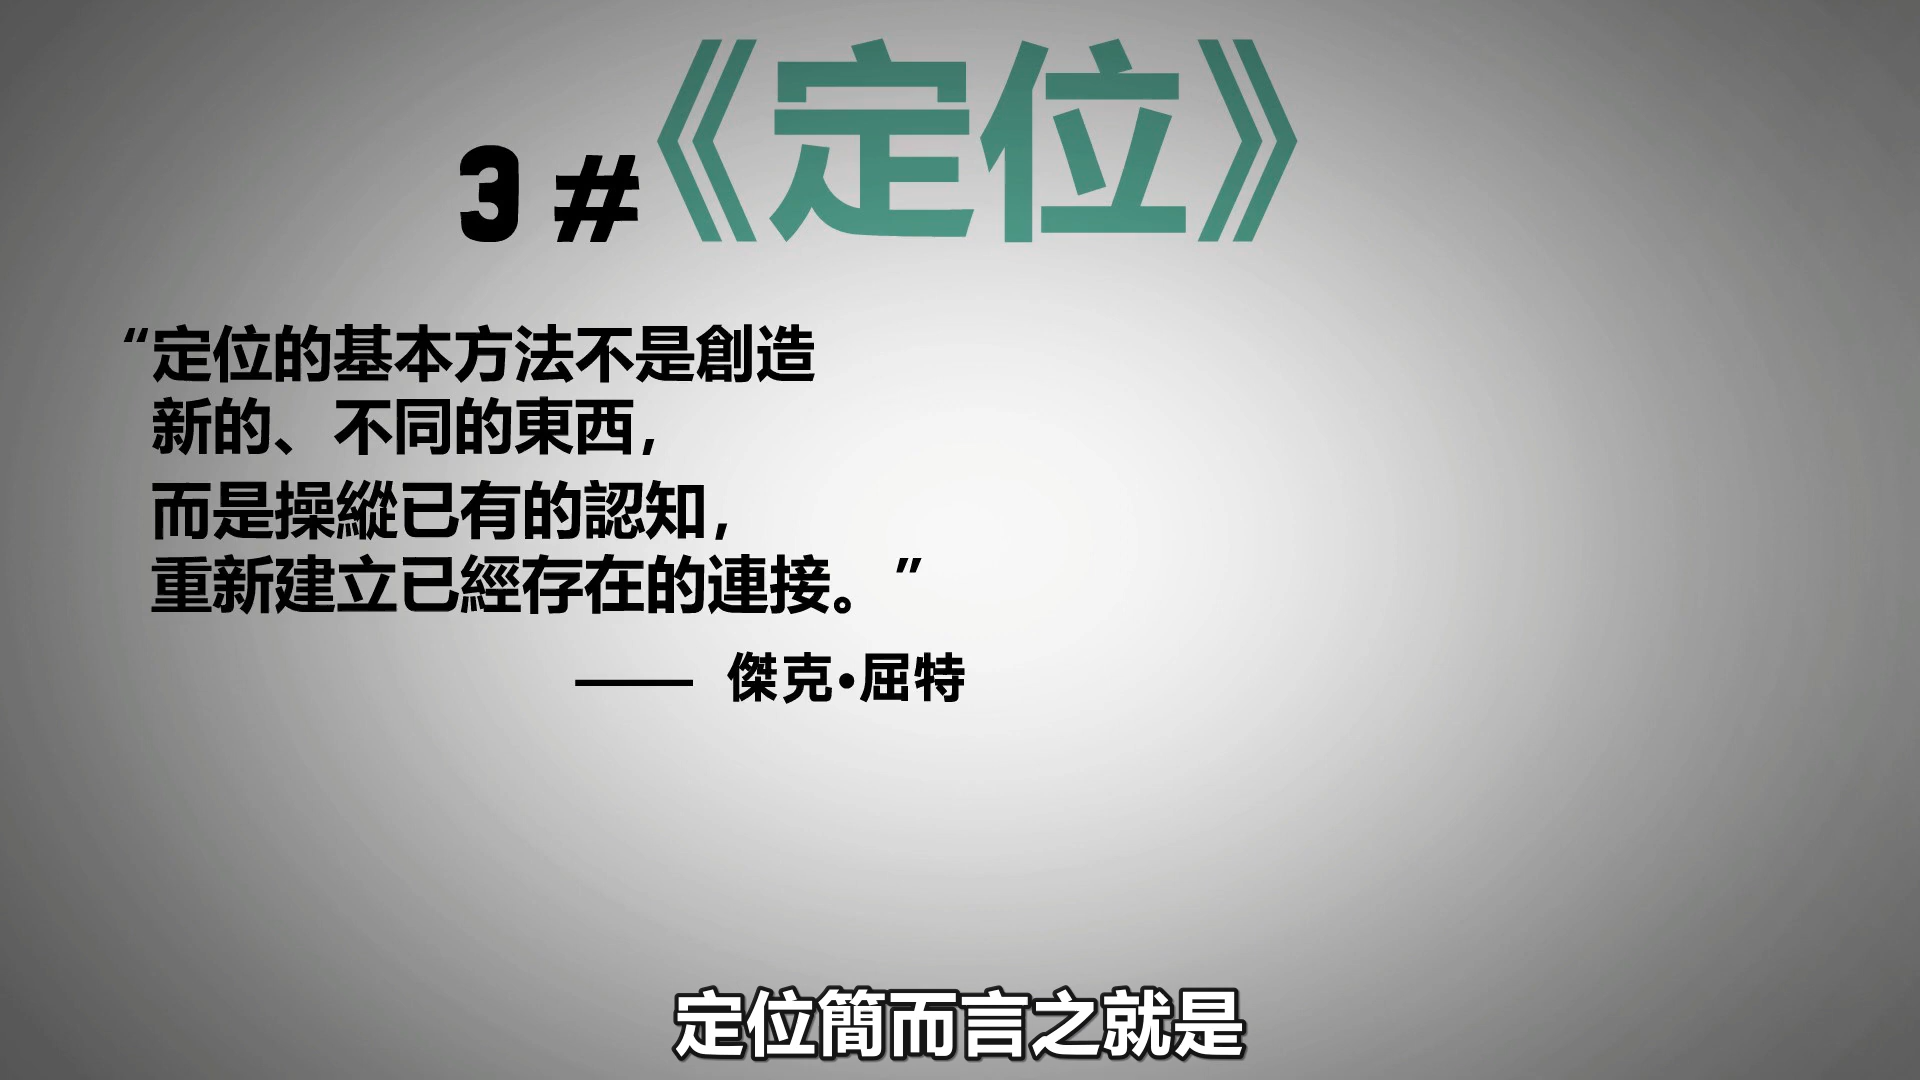 3 #《定位》
“定位的基本方法不是創造
新的、不同的東西，
而是操縱已有的認知，
重新建立已經存在的連接。”
—— 傑克•屈特
定位簡而言之就是